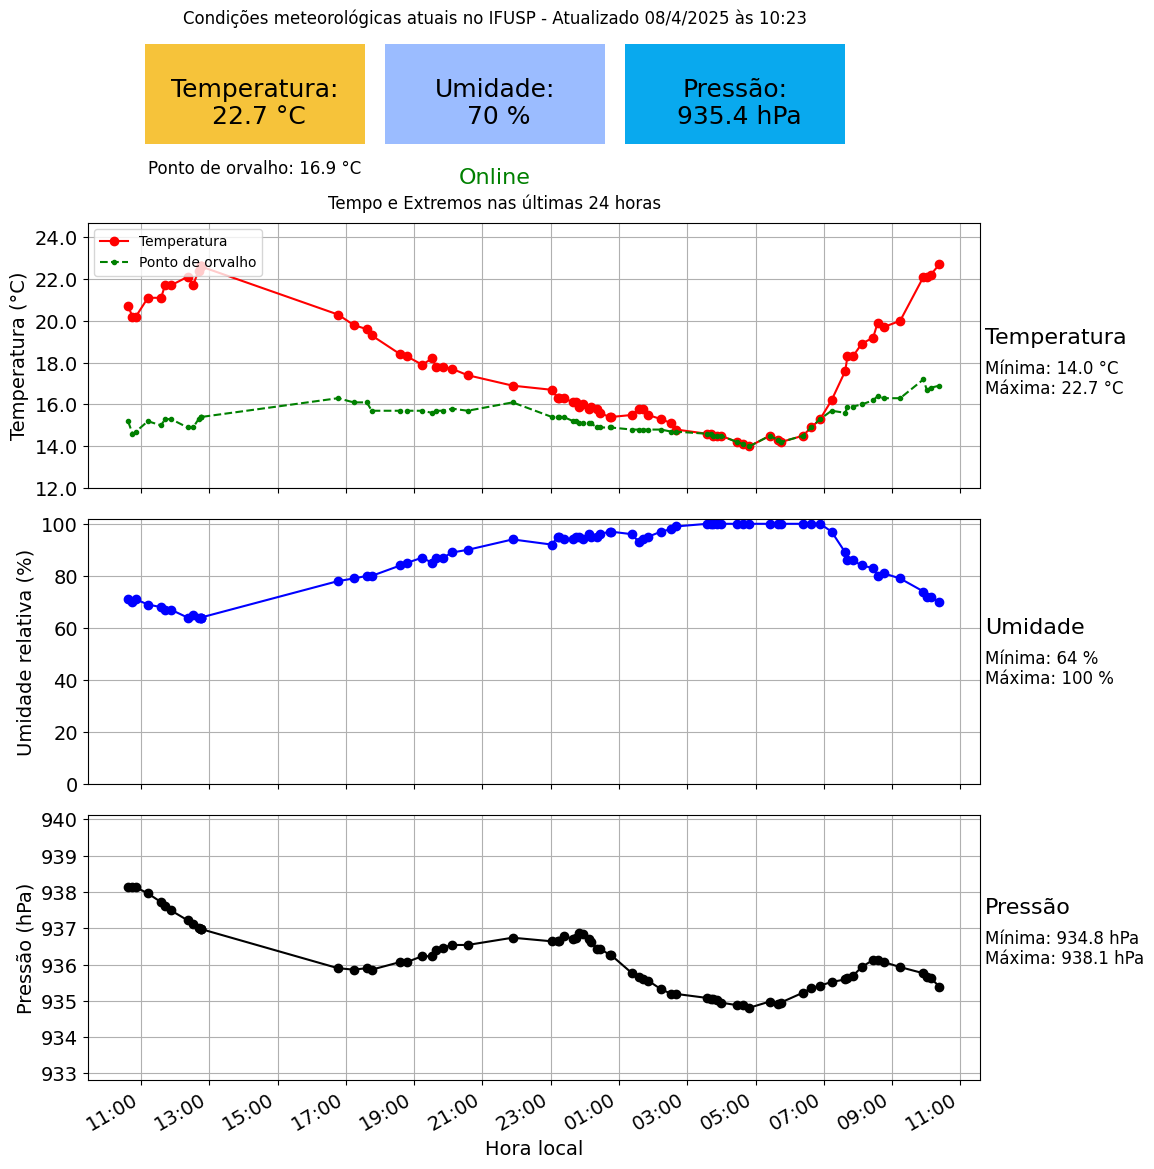 Condições meteorológicas atuais no IFUSP - Atualizado 08/4/2025 às 10:23
Temperatura:
22.7 °C
Umidade:
70 %
Pressão:
935.4 hPa
Ponto de orvalho: 16.9 °C
Online
Tempo e Extremos nas últimas 24 horas
Temperatura (°C)
24.0
22.0
20.0
18.0
16.0
14.0
12.0
Temperatura
Ponto de orvalho
Temperatura
Mínima: 14.0 °C
Máxima: 22.7 °C
Umidade relativa (%)
100
80
60
40
20
0
Umidade
Mínima: 64 %
Máxima: 100 %
Pressão (hPa)
940
939
938
937
936
935
934
933
Pressão
Mínima: 934.8 hPa
Máxima: 938.1 hPa
11:00 13:00 15:00 17:00 19:00 21:00 23:00 01:00 03:00 05:00 07:00 09:00 11:00
Hora local